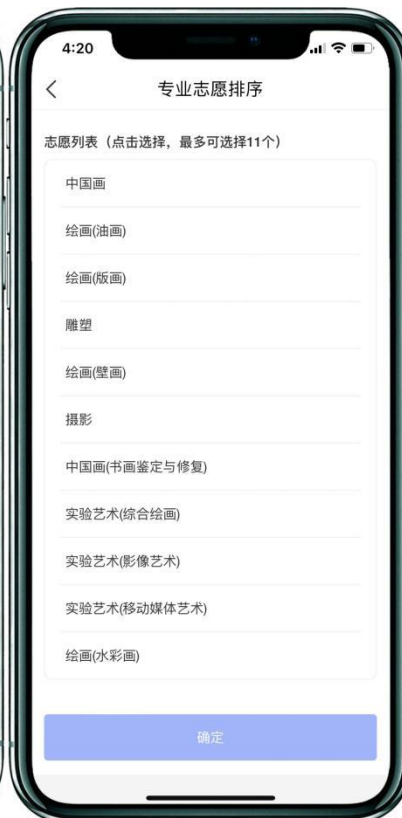 4:20
专业志愿排序
志愿列表（点击选择，最多可选择11个）
中国画
绘画(油画)
绘画(版画)
雕塑
绘画(壁画)
摄影
中国画(书画鉴定与修复)
实验艺术(综合绘画)
实验艺术(影像艺术)
实验艺术(移动媒体艺术)
绘画(水彩画)
确定